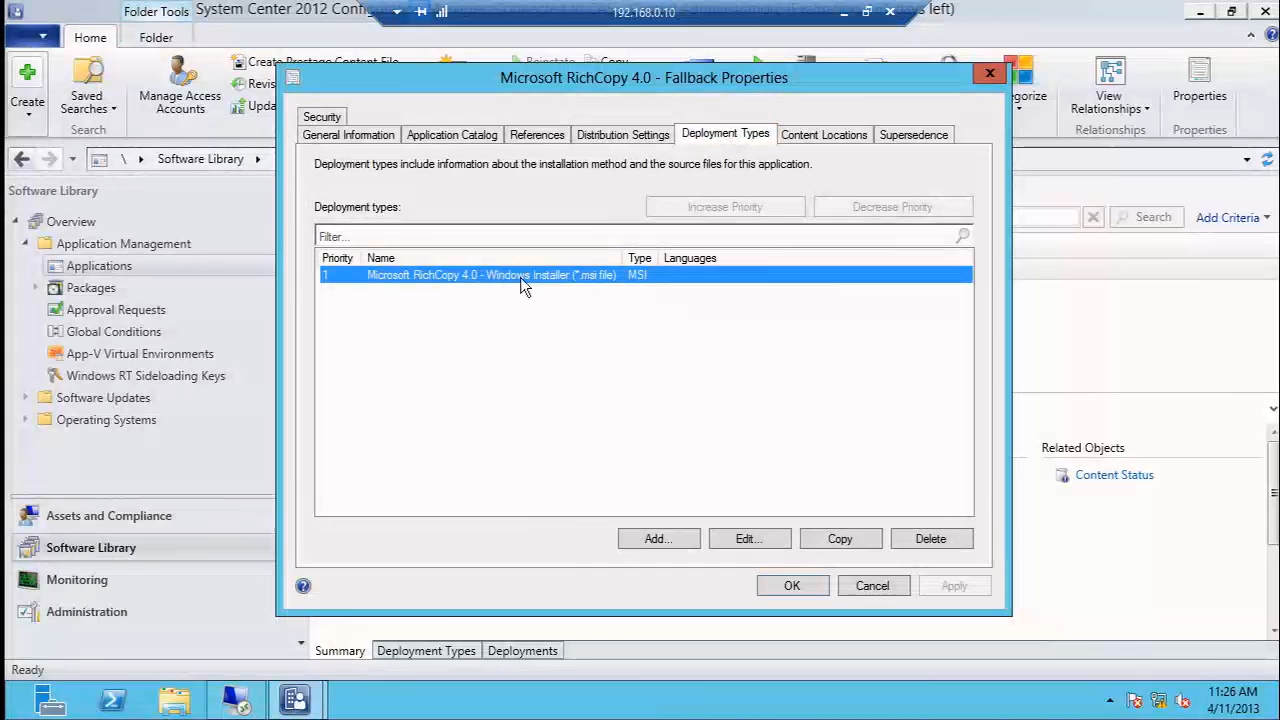 Folder Tools
System Center 2012 Config
192.168.0.10
left)
Home
Folder
Create
Saved
Searches
Search
Manage Access
Accounts
Create Prestage Content File
Revis
Upda
Reinstate
Copy
egorize
View
Relationships
Relationships
Properties
Properties
\
Software Library
Search
Add Criteria
Software Library
Overview
Application Management
Applications
Packages
Approval Requests
Global Conditions
App-V Virtual Environments
Windows RT Sideloading Keys
Software Updates
Operating Systems
Assets and Compliance
Software Library
Monitoring
Administration
Ready
Microsoft RichCopy 4.0 - Fallback Properties
Security
General Information
Application Catalog
References
Distribution Settings
Deployment Types
Content Locations
Supersedence
Deployment types include information about the installation method and the source files for this application.
Deployment types:
Increase Priority
Decrease Priority
Filter...
Priority Name Type Languages
1 Microsoft RichCopy 4.0 - Windows Installer (*.msi file) MSI
Add...
Edit...
Copy
Delete
OK
Cancel
Apply
Related Objects
Content Status
Summary
Deployment Types
Deployments
11:26 AM
4/11/2013